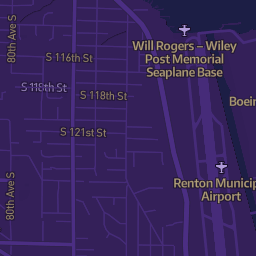 80th Ave S
S 116th St
Will Rogers – Wiley
Post Memorial
Seaplane Base
S 118th St
S 118th St
Boein
S 121st St
80th Ave S
Renton Municip
Airport